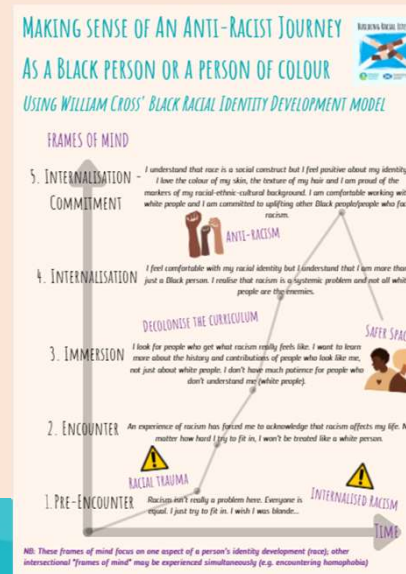 MAKING SENSE OF AN ANTI-RACIST JOURNEY
AS A BLACK PERSON OR A PERSON OF COLOUR
USING WILLIAM CROSS' BLACK RACIAL IDENTITY DEVELOPMENT MODEL
BUILDING RACIAL
FRAMES OF MIND
5. INTERNALISATION -
COMMITMENT
I understand that race is a social construct but I feel positive about my identity.
I love the colour of my skin, the texture of my hair and I am proud of the
markers of my racial-ethnic-cultural background. I am comfortable working
white people and I am committed to uplifting other Black people/people who
racism.
ANTI-RACISM
4. INTERNALISATION
I feel comfortable with my racial identity but I understand that I am more than
just a Black person. I realise that racism is a systemic problem and not all white
people are the enemies.
DECOLONISE THE CURRICULUM
SAFER
3. IMMERSION
I look for people who get what racism really feels like. I want to learn
more about the history and contributions of people who look like me,
not just about white people. I don't have much patience for people who
don't understand me (white people).
2. ENCOUNTER
An experience of racism has forced me to acknowledge that racism affects my life.
matter how hard I try to fit in, I won't be treated like a white person.
RACIAL TRAUMA
1. PRE-ENCOUNTER
Racism isn't really a problem here. Everyone is
equal. I just try to fit in. I wish I was blonde...
INTERNALISED RACISM
TIME
NB: These frames of mind focus on one aspect of a person's identity development (race); other
intersectional "frames of mind" may be experienced simultaneously (e.g. encountering homophobia)